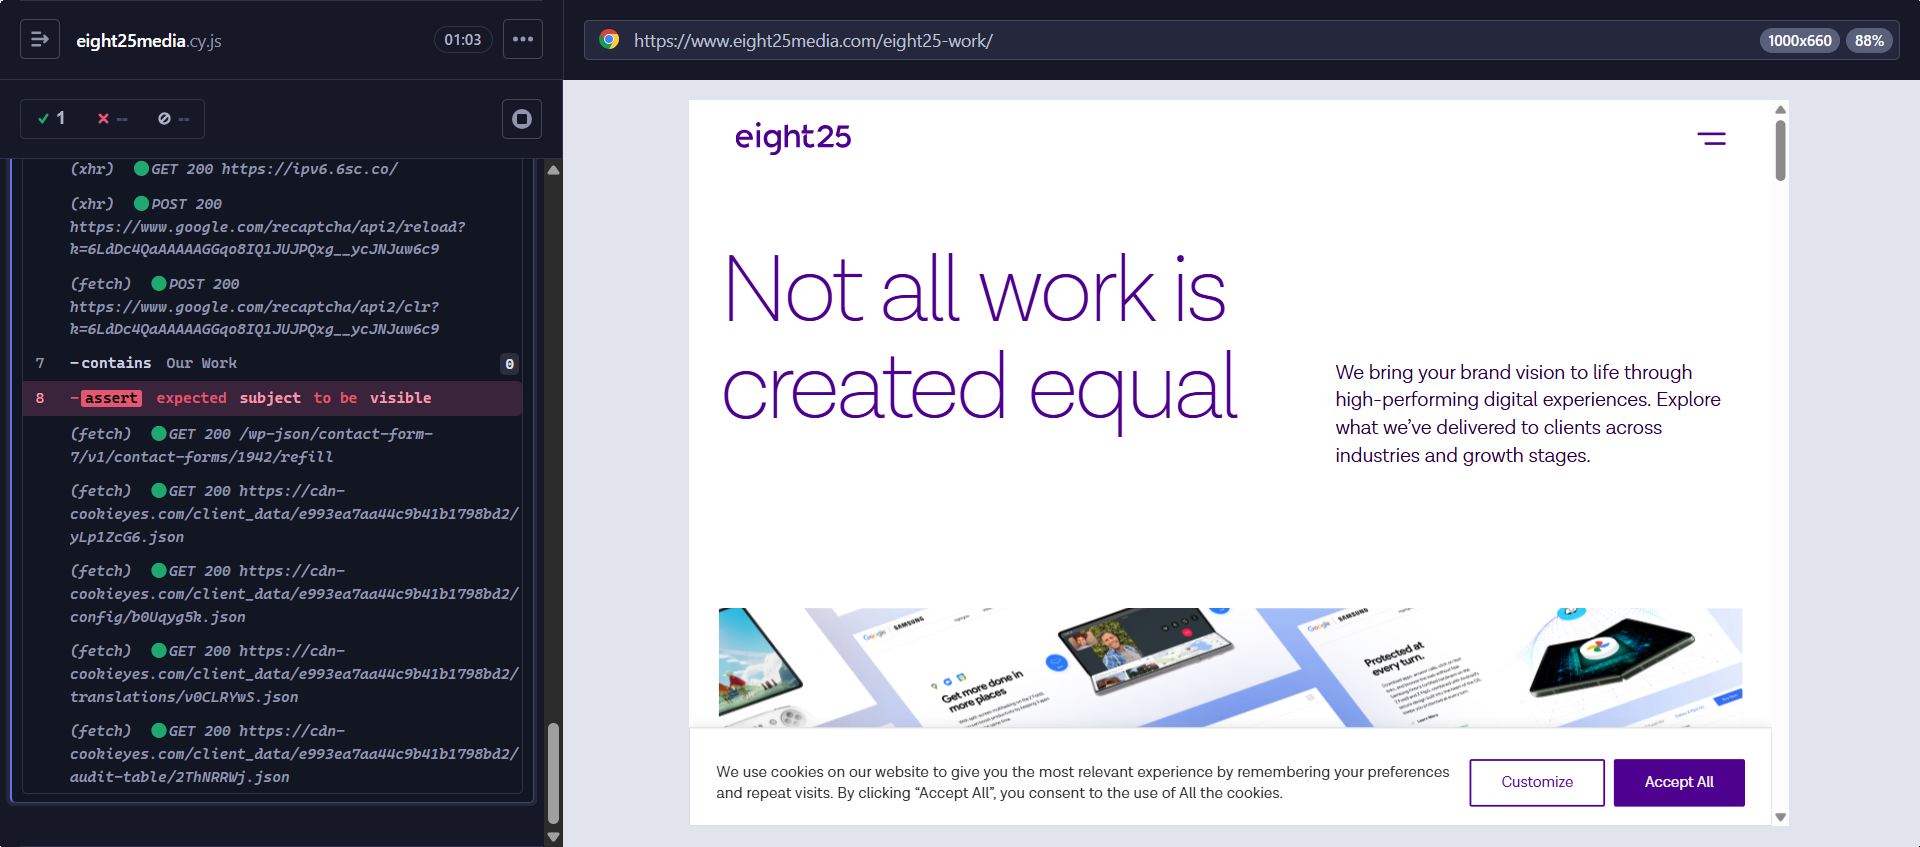 eight25media.cy.js
01:03
https://www.eight25media.com/eight25-work/
1000x660
88%
1
--
--
(xhr) GET 200 https://ipv6.6sc.co/
(xhr) POST 200
https://www.google.com/recaptcha/api2/reload?
k=6LdDc4QaAAAAAGGqo8IQ1JUJPQxg__ycJNJuw6c9
(fetch) POST 200
https://www.google.com/recaptcha/api2/clr?
k=6LdDc4QaAAAAAGGqo8IQ1JUJPQxg__ycJNJuw6c9
7 -contains Our Work 0
8 -assert expected subject to be visible
(fetch) GET 200 /wp-json/contact-form-
7/v1/contact-forms/1942/refill
(fetch) GET 200 https://cdn-
cookieyes.com/client_data/e993ea7aa44c9b41b1798bd2/
yLp1ZcG6.json
(fetch) GET 200 https://cdn-
cookieyes.com/client_data/e993ea7aa44c9b41b1798bd2/
config/b0Uqyg5k.json
(fetch) GET 200 https://cdn-
cookieyes.com/client_data/e993ea7aa44c9b41b1798bd2/
translations/v0CLRYwS.json
(fetch) GET 200 https://cdn-
cookieyes.com/client_data/e993ea7aa44c9b41b1798bd2/
audit-table/2ThNRRWj.json
eight25
Not all work is
created equal
We bring your brand vision to life through
high-performing digital experiences. Explore
what we've delivered to clients across
industries and growth stages.
Google SAMSUNG
Get more done in
more places
Google SAMSUNG
Protected at
every turn.
We use cookies on our website to give you the most relevant experience by remembering your preferences
and repeat visits. By clicking “Accept All”, you consent to the use of All the cookies.
Customize
Accept All